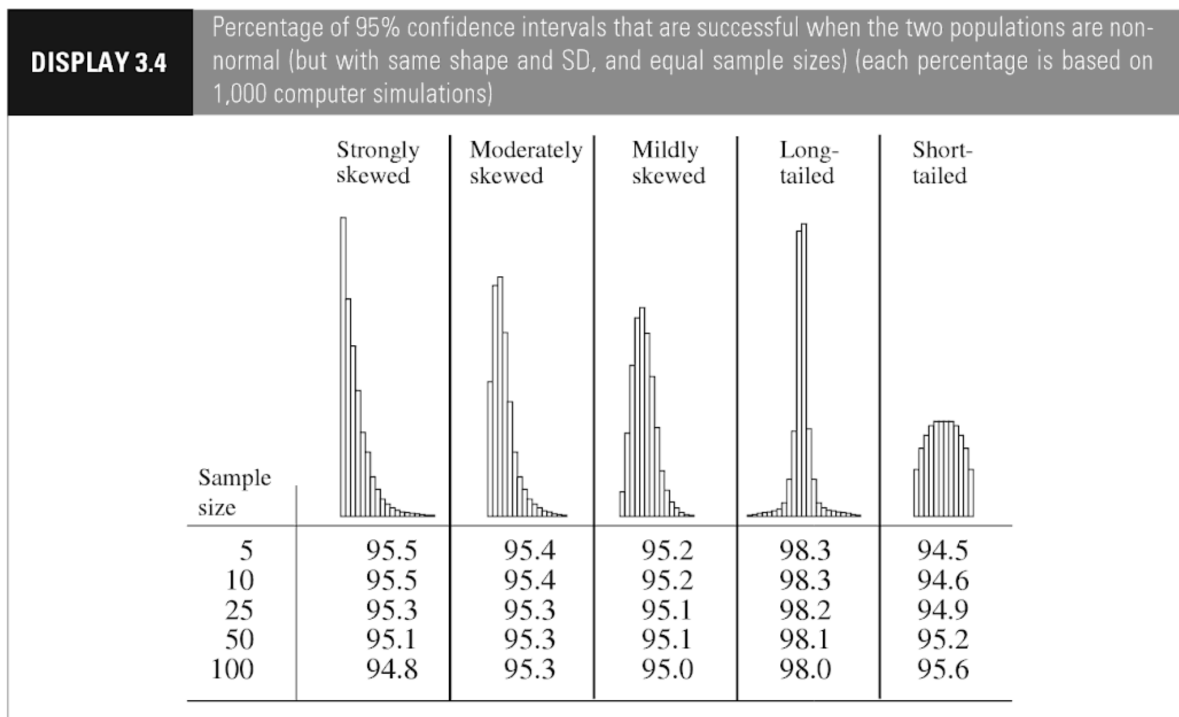 DISPLAY 3.4
Percentage of 95% confidence intervals that are successful when the two populations are non-
normal (but with same shape and SD, and equal sample sizes) (each percentage is based on
1,000 computer simulations)
Strongly skewed Moderately skewed Mildly skewed Long-tailed Short-tailed
Sample
size
5 95.5 95.4 95.2 98.3 94.5
10 95.5 95.4 95.2 98.3 94.6
25 95.3 95.3 95.1 98.2 94.9
50 95.1 95.3 95.1 98.1 95.2
100 94.8 95.3 95.0 98.0 95.6